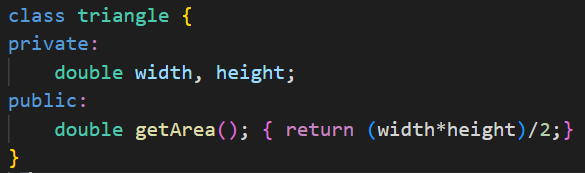 class triangle {
private:
    double width, height;
public:
    double getArea(); { return (width*height)/2;}
}